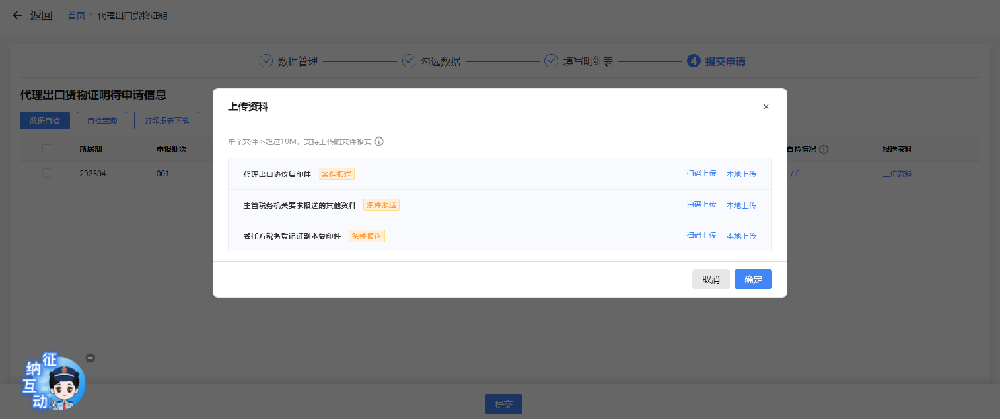 返回 首页 > 代理出口货物证明
数据管理 勾选数据 填写明细表 4 提交申请
代理出口货物证明待申请信息
数据自检 自检查询 打印报表下载
所属期 申报批次 自检情况 报送资料
202504 001 / 0 上传资料
上传资料
单个文件不超过10M，支持上传的文件格式
代理出口协议复印件 条件报送 扫码上传 本地上传
主管税务机关要求报送的其他资料 条件报送 扫码上传 本地上传
委托方税务登记证副本复印件 条件报送 扫码上传 本地上传
取消 确定
征纳互动
提交